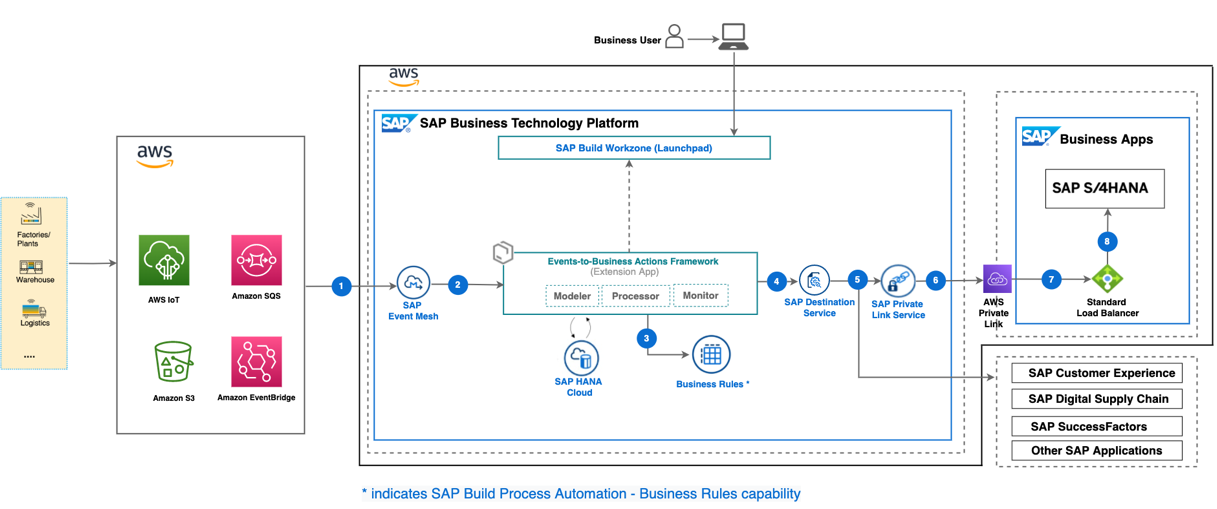 Business User
aws
SAP
SAP Business Technology Platform
SAP Build Workzone (Launchpad)
SAP
Business Apps
SAP S/4HANA
aws
Factories/
Plants
Warehouse
Logistics
....
AWS IoT
Amazon SQS
Amazon S3
Amazon EventBridge
1
SAP
Event Mesh
2
Events-to-Business Actions Framework
(Extension App)
Modeler
Processor
Monitor
3
SAP HANA
Cloud
Business Rules *
4
SAP Destination
Service
5
SAP Private
Link Service
6
AWS
Private
Link
7
8
Standard
Load Balancer
SAP Customer Experience
SAP Digital Supply Chain
SAP SuccessFactors
Other SAP Applications
* indicates SAP Build Process Automation - Business Rules capability